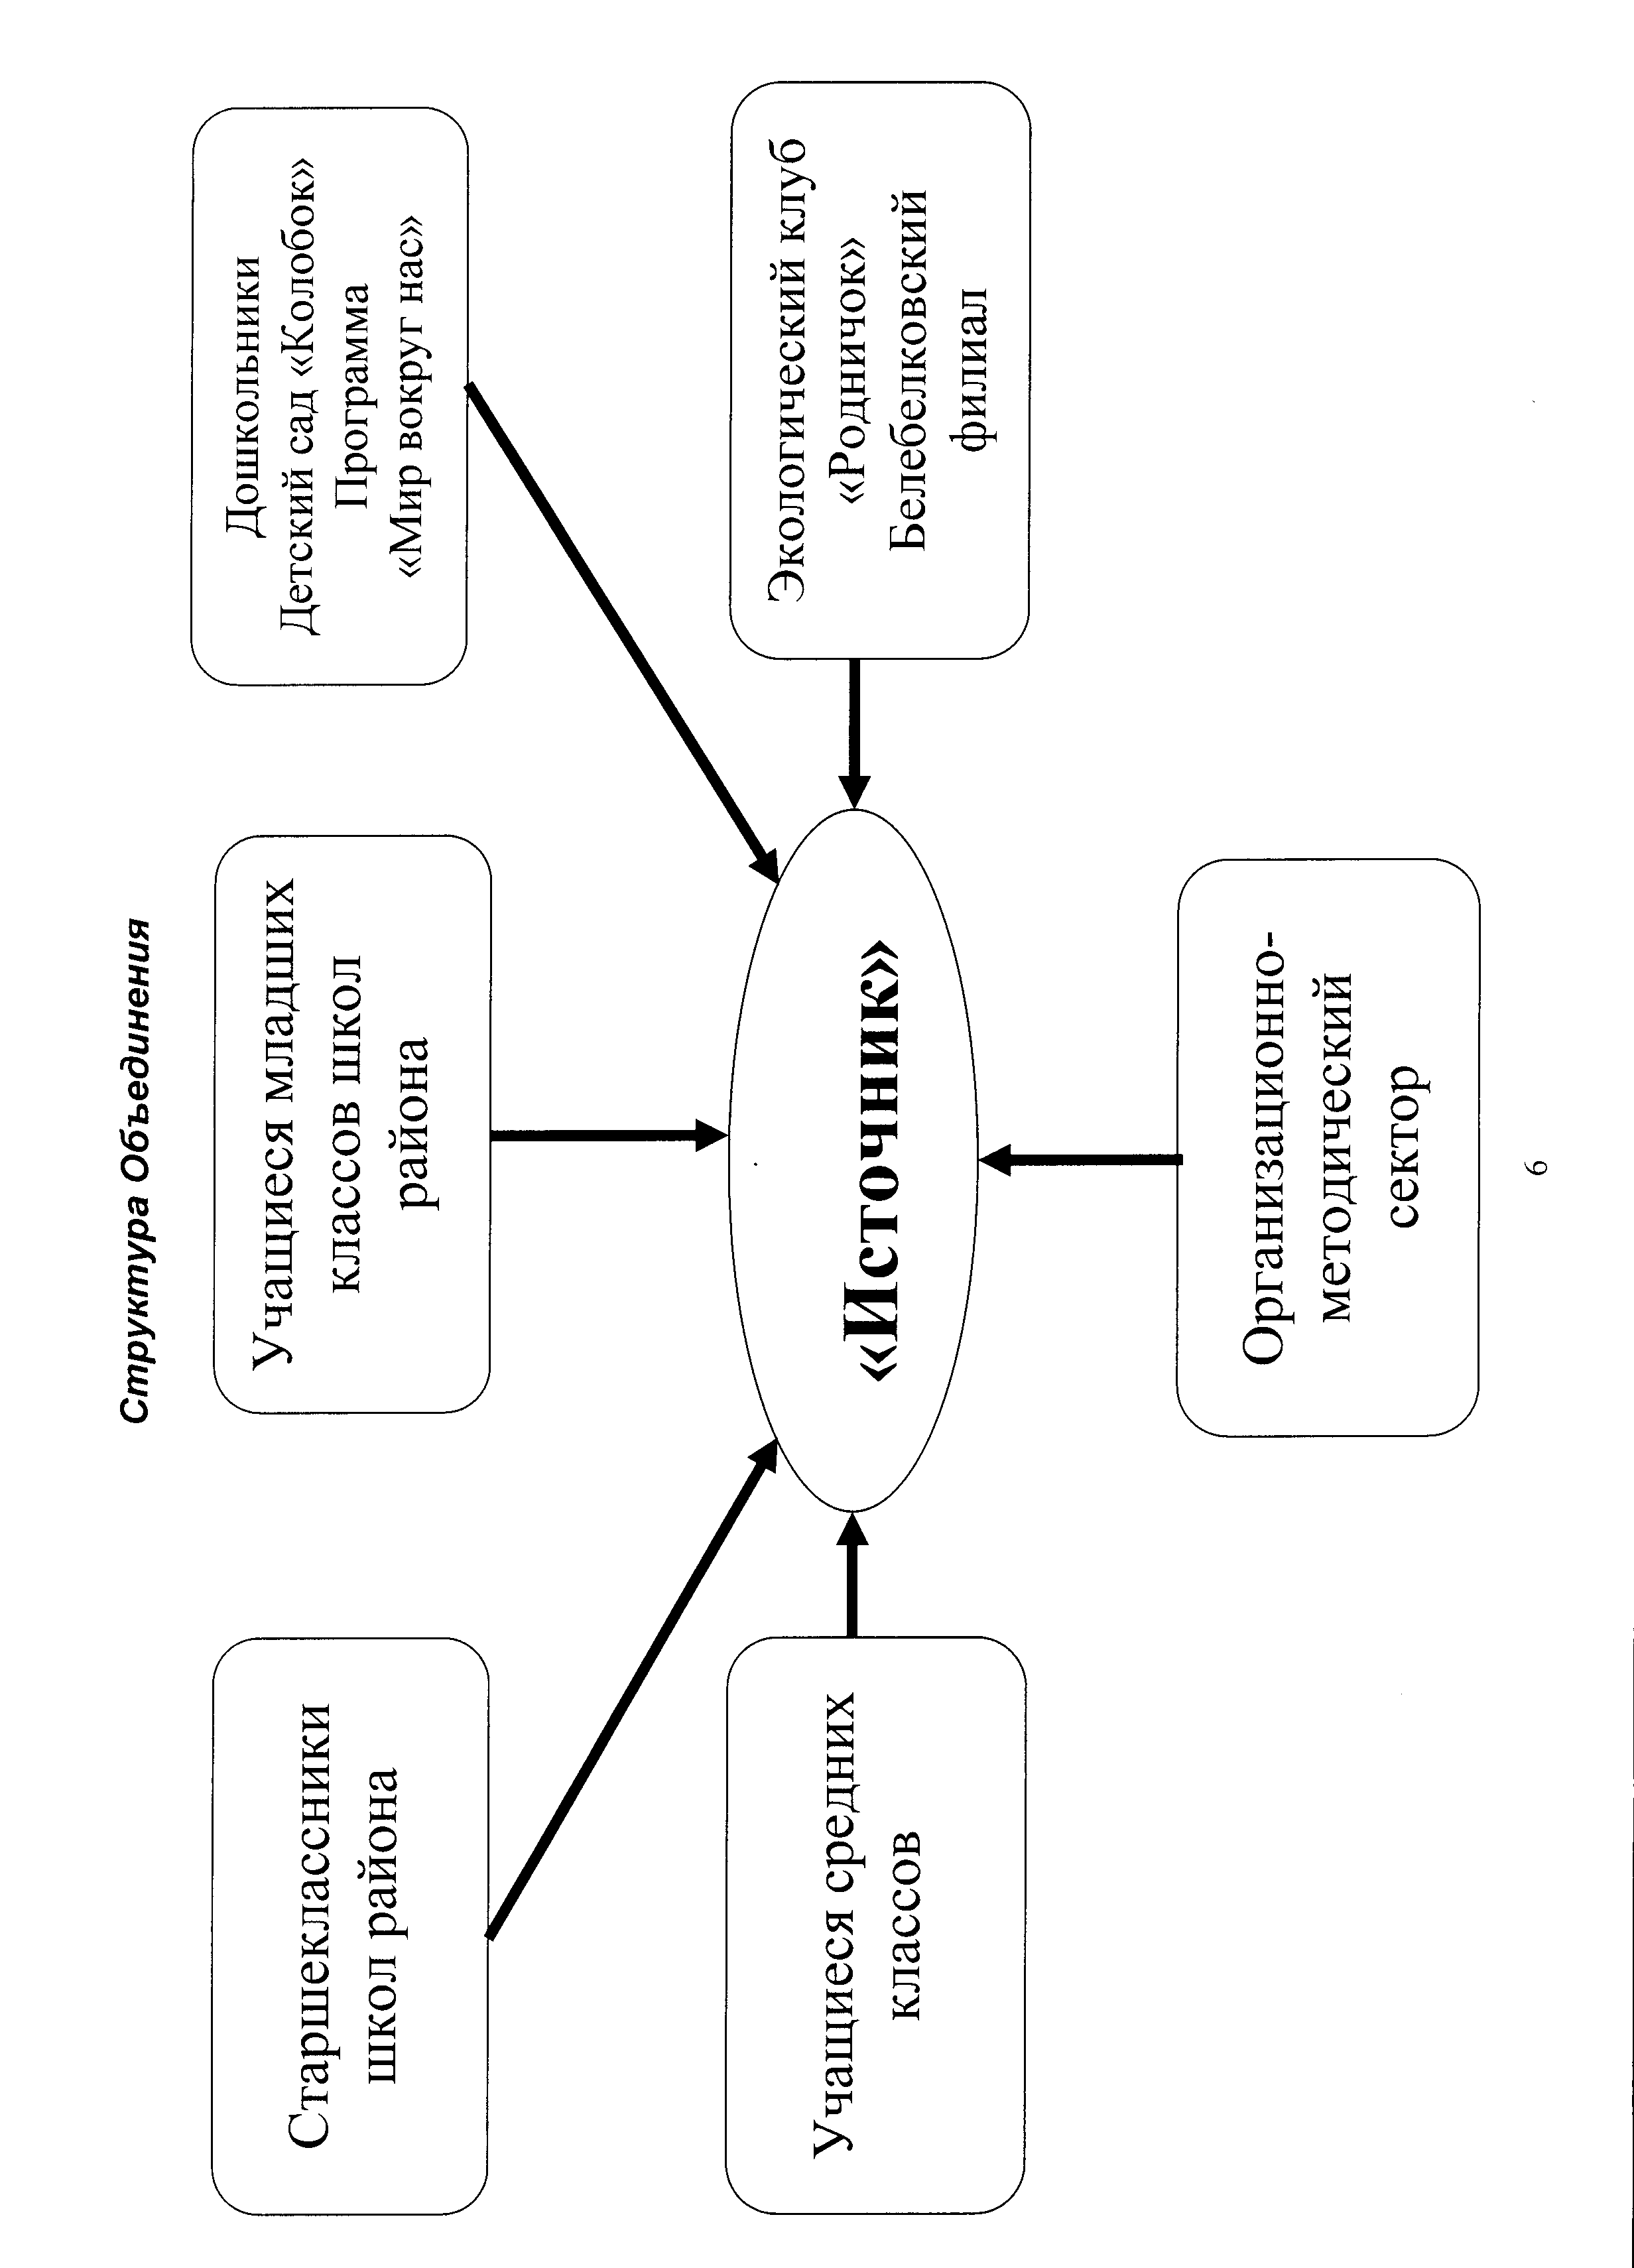 Структура Объединения
Старшеклассники
школ района
Учащиеся младших
классов школ
района
Дошкольники
Детский сад «Колобок»
Программа
«Мир вокруг нас»
Учащиеся средних
классов
«Источник»
Экологический клуб
«Родничок»
Белебелковский
филиал
Организационно-
методический
сектор
6